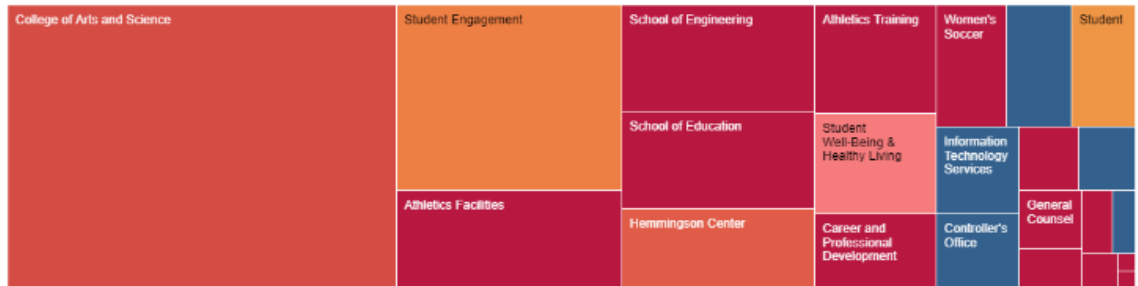 College of Arts and Science
Student Engagement
Athletics Facilities
School of Engineering
School of Education
Hemmingson Center
Athletics Training
Student
Well-Being &
Healthy Living
Career and
Professional
Development
Women's
Soccer
Information
Technology
Services
Controller's
Office
Student
General
Counsel